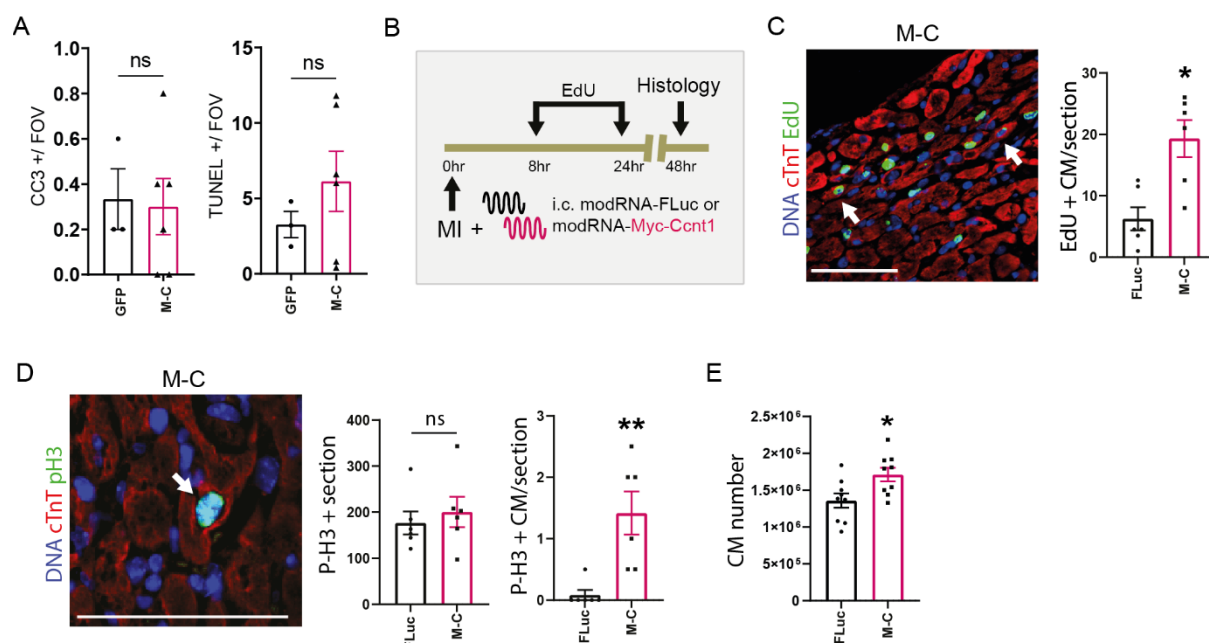 A
CC3 +/ FOV
1.0
0.8
0.6
0.4
0.2
0.0
ns
GFP
M-C
TUNEL +/ FOV
15
10
5
0
ns
GFP
M-C
B
EdU
Histology
0hr
8hr
24hr
48hr
MI +
i.c. modRNA-FLuc or
modRNA-Myc-Ccnt1
C
M-C
DNA cTnT EdU
EdU + CM/section
30
20
10
0
*
FLuc
M-C
D
M-C
DNA cTnT pH3
P-H3 + section
400
300
200
100
0
ns
FLuc
M-C
P-H3 + CM/section
3
2
1
0
**
FLuc
M-C
E
CM number
2.5×10⁶
2×10⁶
1.5×10⁶
1×10⁶
5×10⁵
0
*
FLuc
M-C